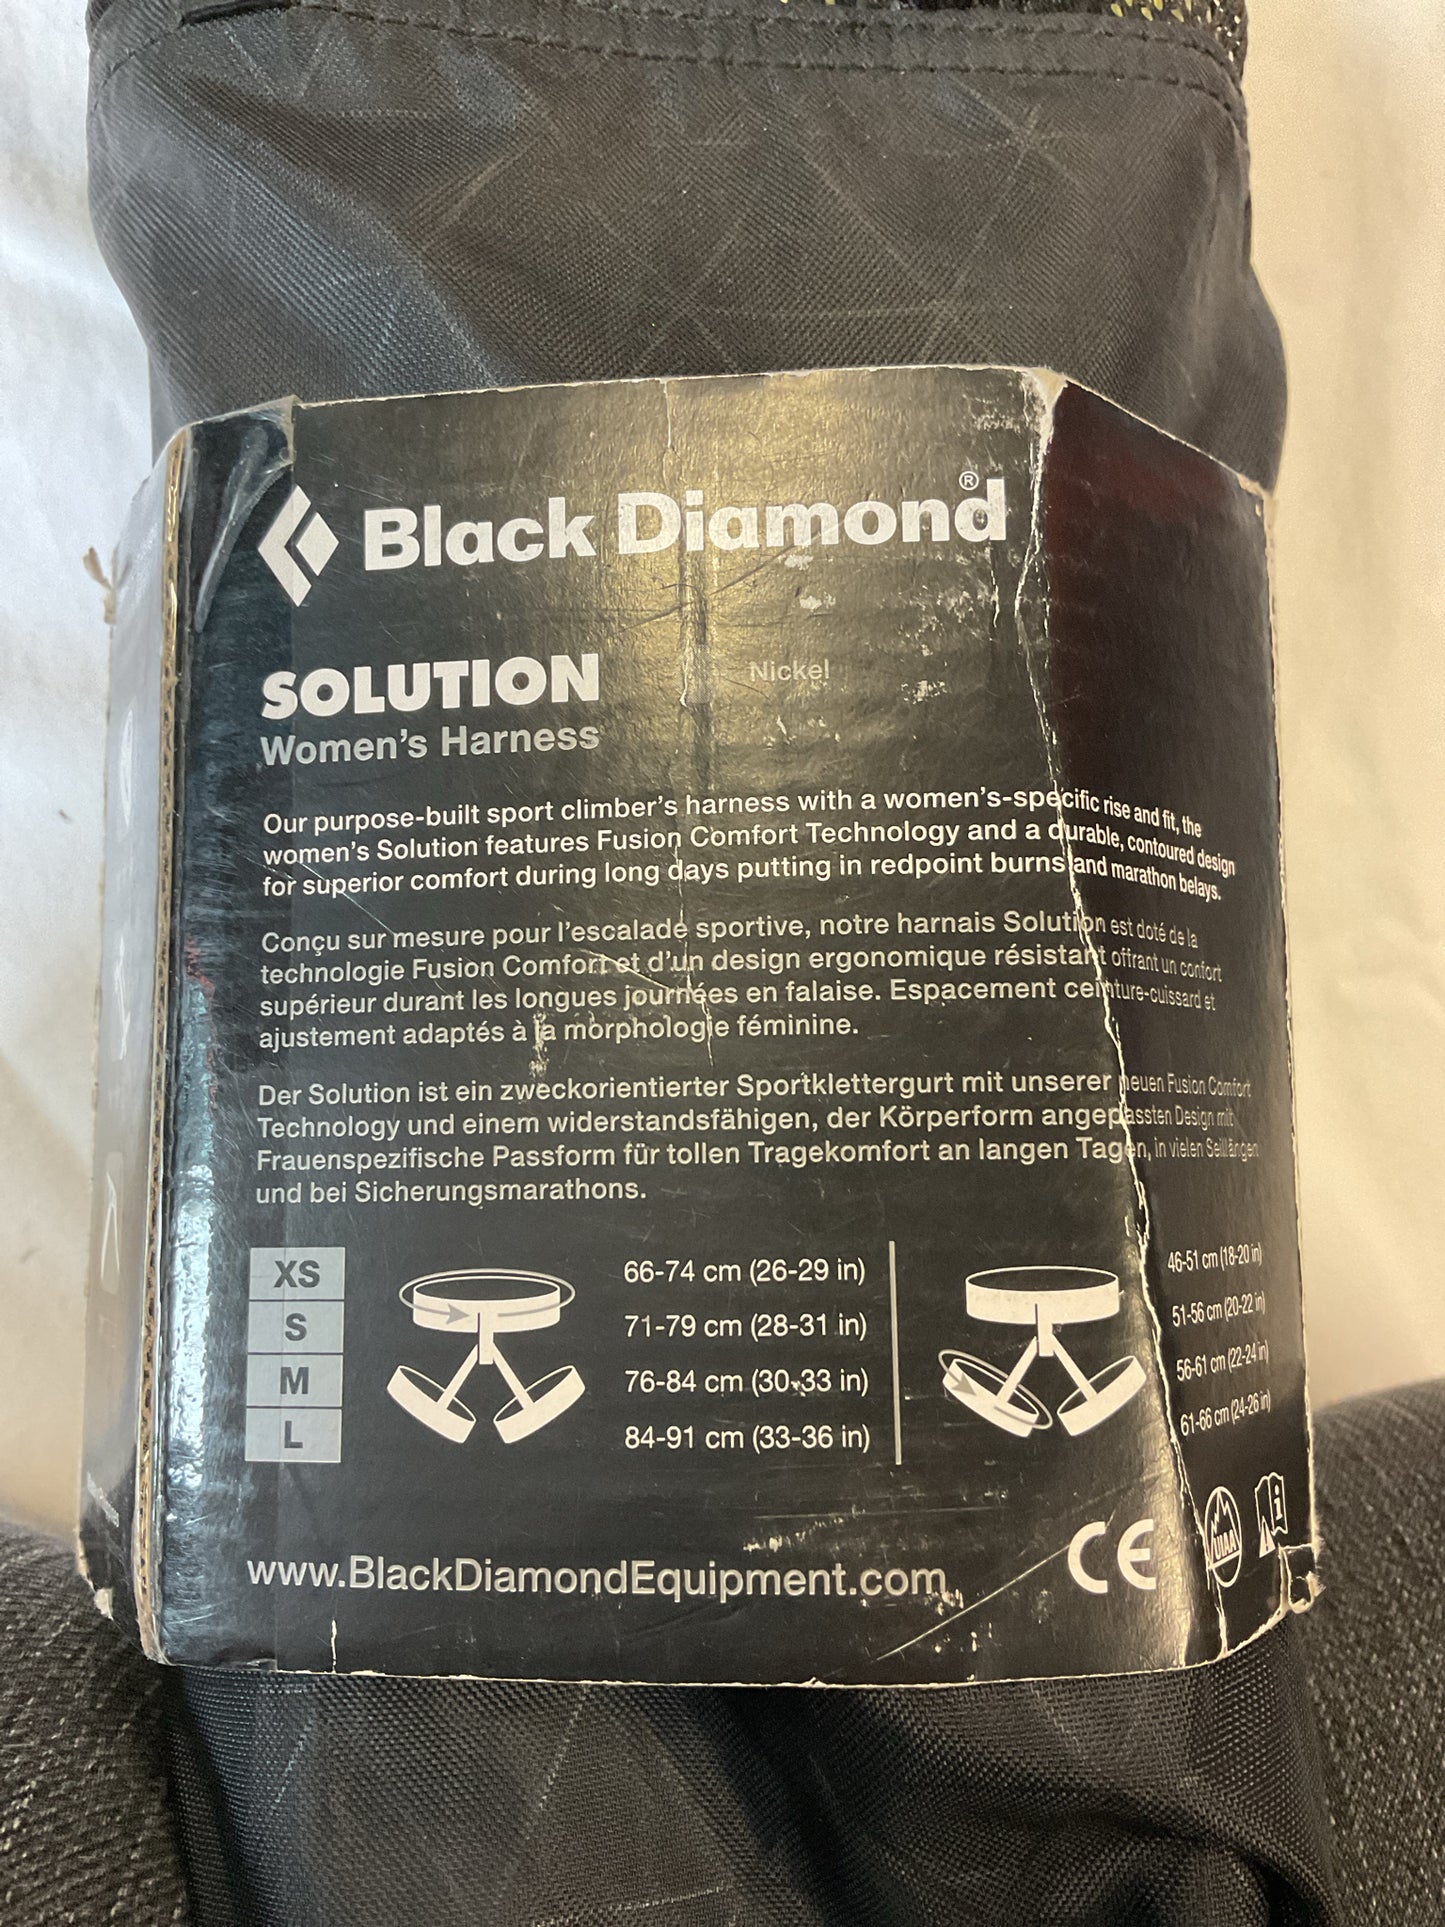 Black Diamond®
SOLUTION
Nickel
Women's Harness
Our purpose-built sport climber's harness with a women's-specific rise and fit, the
women's Solution features Fusion Comfort Technology and a durable, contoured design
for superior comfort during long days putting in redpoint burns and marathon belays.
Conçu sur mesure pour l'escalade sportive, notre harnais Solution est doté de la
technologie Fusion Comfort et d'un design ergonomique résistant offrant un confort
supérieur durant les longues journées en falaise. Espacement ceinture-cuissard et
ajustement adaptés à la morphologie féminine.
Der Solution ist ein zweckorientierter Sportklettergurt mit unserer neuen Fusion Comfort
Technology und einem widerstandsfähigen, der Körperform angepassten Design mit
Frauenspezifische Passform für tollen Tragekomfort an langen Tagen, in vielen Seillängen
und bei Sicherungsmarathons.
XS 66-74 cm (26-29 in) 46-51 cm (18-20 in)
S 71-79 cm (28-31 in) 51-56 cm (20-22 in)
M 76-84 cm (30-33 in) 56-61 cm (22-24 in)
L 84-91 cm (33-36 in) 61-66 cm (24-26 in)
www.BlackDiamondEquipment.com
CE UIAA i